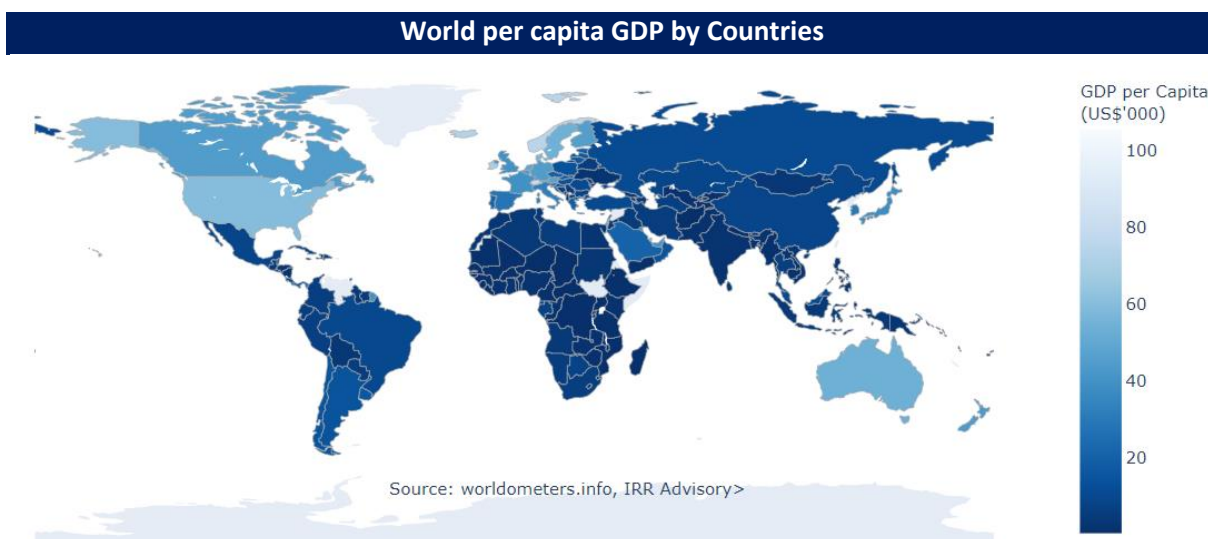 World per capita GDP by Countries
GDP per Capita
(US$'000)
100
80
60
40
20
Source: worldometers.info, IRR Advisory>